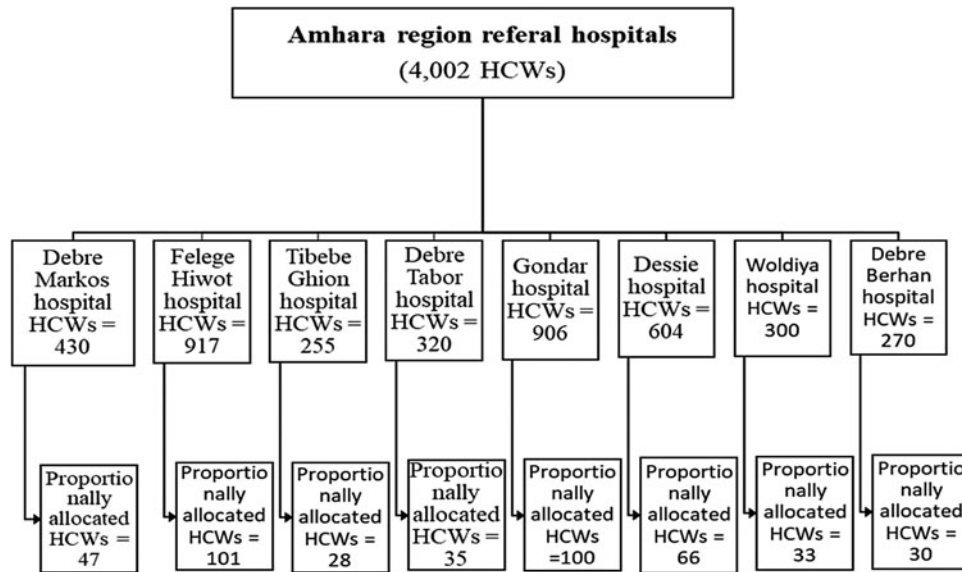 Amhara region referal hospitals
(4,002 HCWs)
Debre
Markos
hospital
HCWs =
430
Felege
Hiwot
hospital
HCWs =
917
Tibebe
Ghion
hospital
HCWs =
255
Debre
Tabor
hospital
HCWs =
320
Gondar
hospital
HCWs =
906
Dessie
hospital
HCWs =
604
Woldiya
hospital
HCWs =
300
Debre
Berhan
hospital
HCWs =
270
Proportio
nally
allocated
HCWs =
47
Proportio
nally
allocated
HCWs =
101
Proportio
nally
allocated
HCWs =
28
Proportio
nally
allocated
HCWs =
35
Proportio
nally
allocated
HCWs
=100
Proportio
nally
allocated
HCWs =
66
Proportio
nally
allocated
HCWs =
33
Proportio
nally
allocated
HCWs =
30